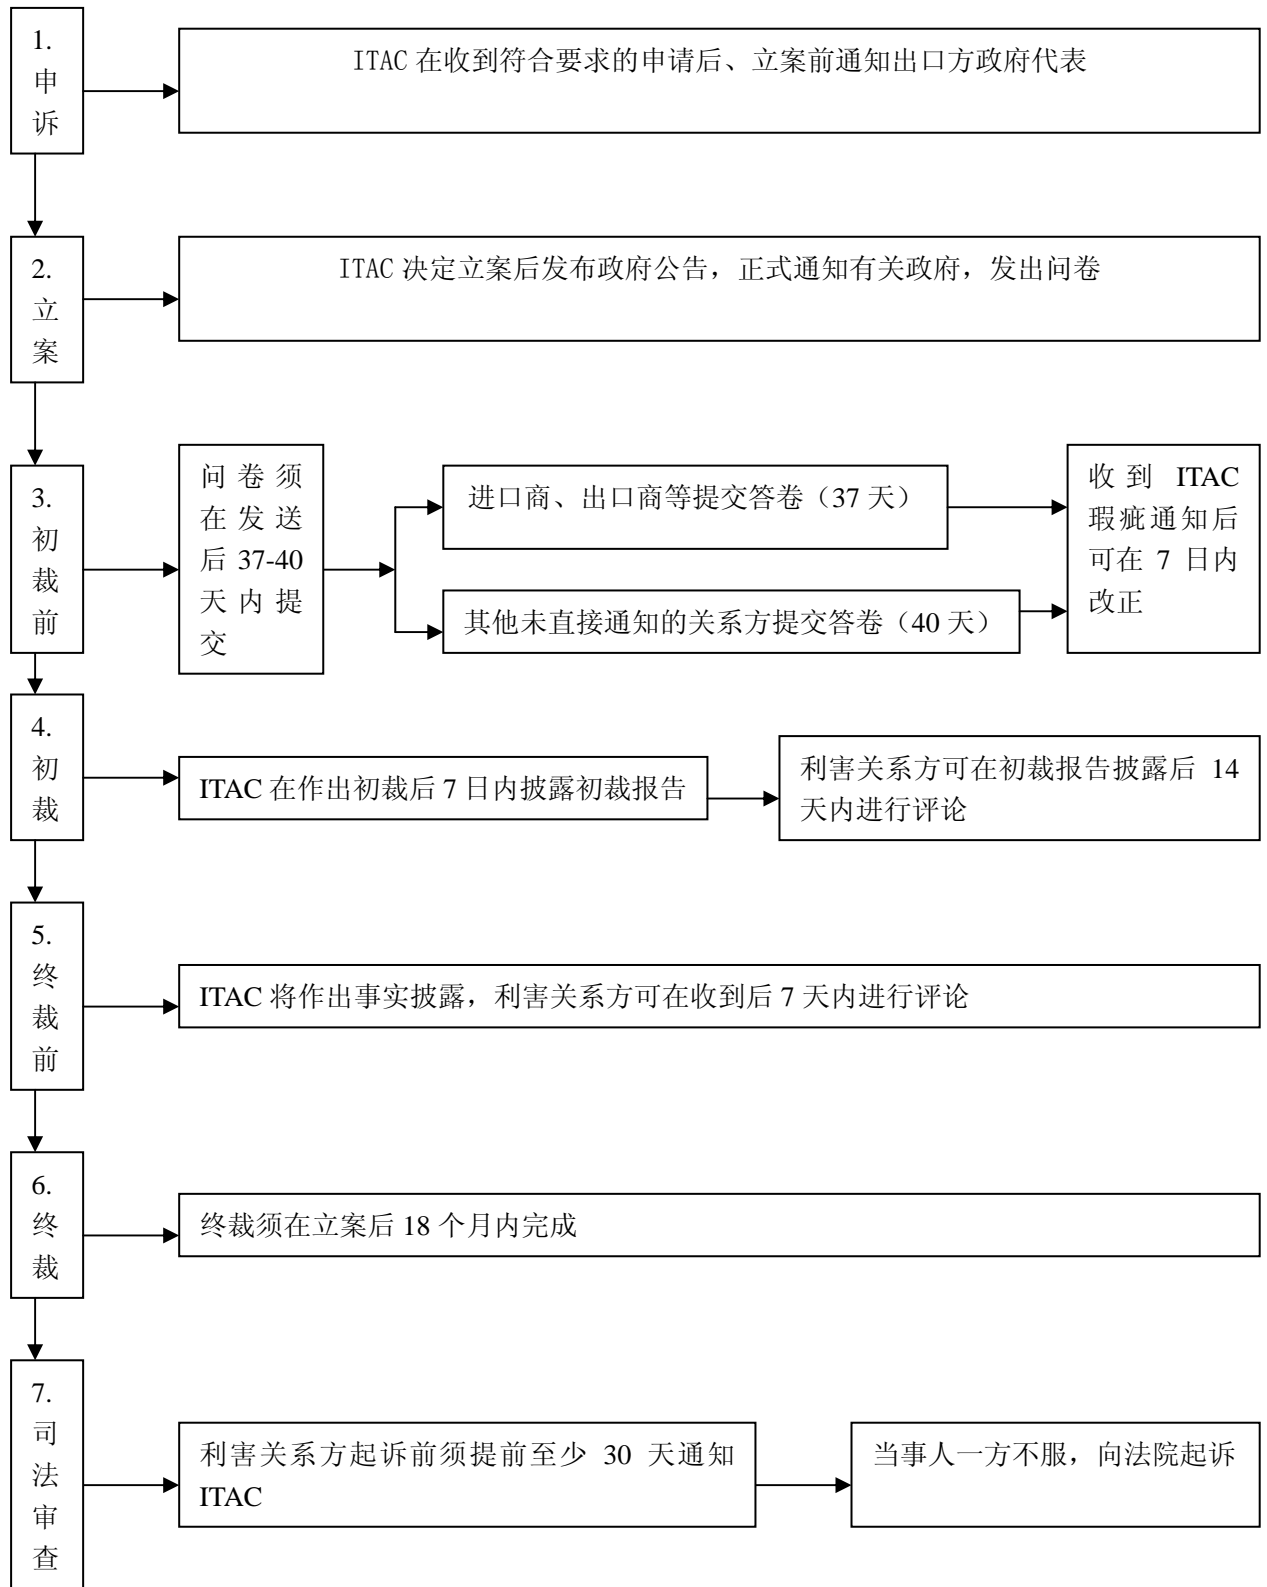 1.
申
诉
ITAC 在收到符合要求的申请后、立案前通知出口方政府代表
2.
立
案
ITAC 决定立案后发布政府公告，正式通知有关政府，发出问卷
3.
初
裁
前
问卷须
在发送
后 37-40
天内提
交
进口商、出口商等提交答卷（37 天）
其他未直接通知的关系方提交答卷（40 天）
收到 ITAC
瑕疵通知后
可在 7 日内
改正
4.
初
裁
ITAC 在作出初裁后 7 日内披露初裁报告
利害关系方可在初裁报告披露后 14
天内进行评论
5.
终
裁
前
ITAC 将作出事实披露，利害关系方可在收到后 7 天内进行评论
6.
终
裁
终裁须在立案后 18 个月内完成
7.
司
法
审
查
利害关系方起诉前须提前至少 30 天通知
ITAC
当事人一方不服，向法院起诉